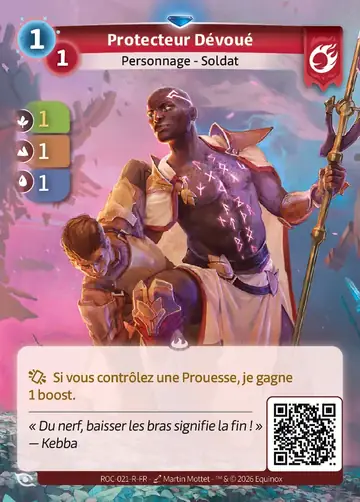 1
Protecteur Dévoué
1
Personnage - Soldat
1
1
1
Si vous contrôlez une Prouesse, je gagne
1 boost.
« Du nerf, baisser les bras signifie la fin ! »
— Kebba
ROC-021-R-FR - Martin Mottet - ™ & © 2026 Equinox